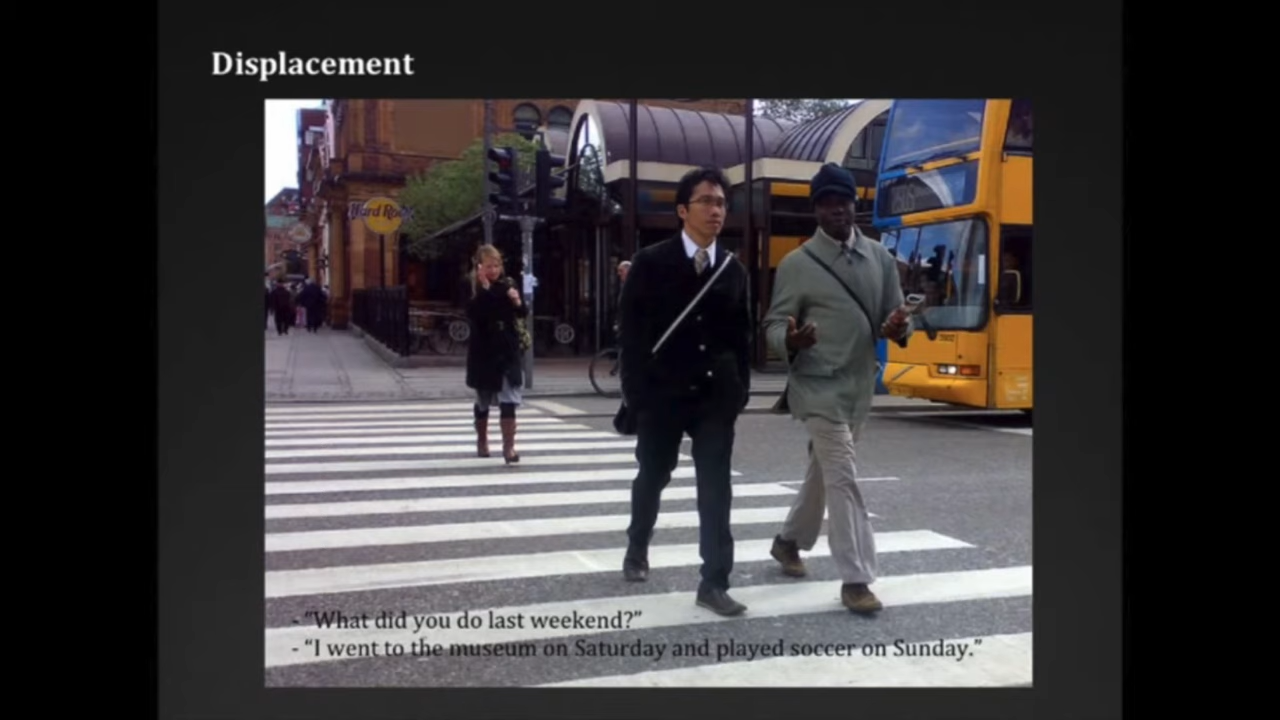 Displacement
Hard Rock
- “What did you do last weekend?”
- “I went to the museum on Saturday and played soccer on Sunday.”